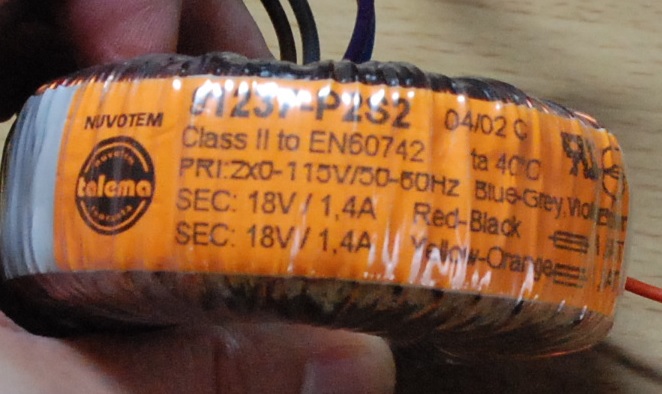 NUVOTEM
talema
-P2S2
04/02 C
Class II to EN60742
ta 40°C
PRI:2x0-115V/50-60Hz Blue-Grey,
SEC: 18V / 1,4A Red-Black
SEC: 18V / 1,4A Yellow-Orange